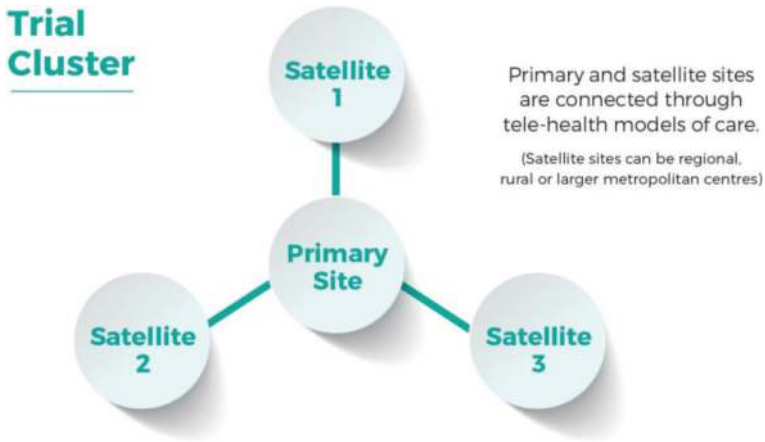 Trial
Cluster
Satellite
1
Primary and satellite sites
are connected through
tele-health models of care.
(Satellite sites can be regional,
rural or larger metropolitan centres)
Primary
Site
Satellite
2
Satellite
3